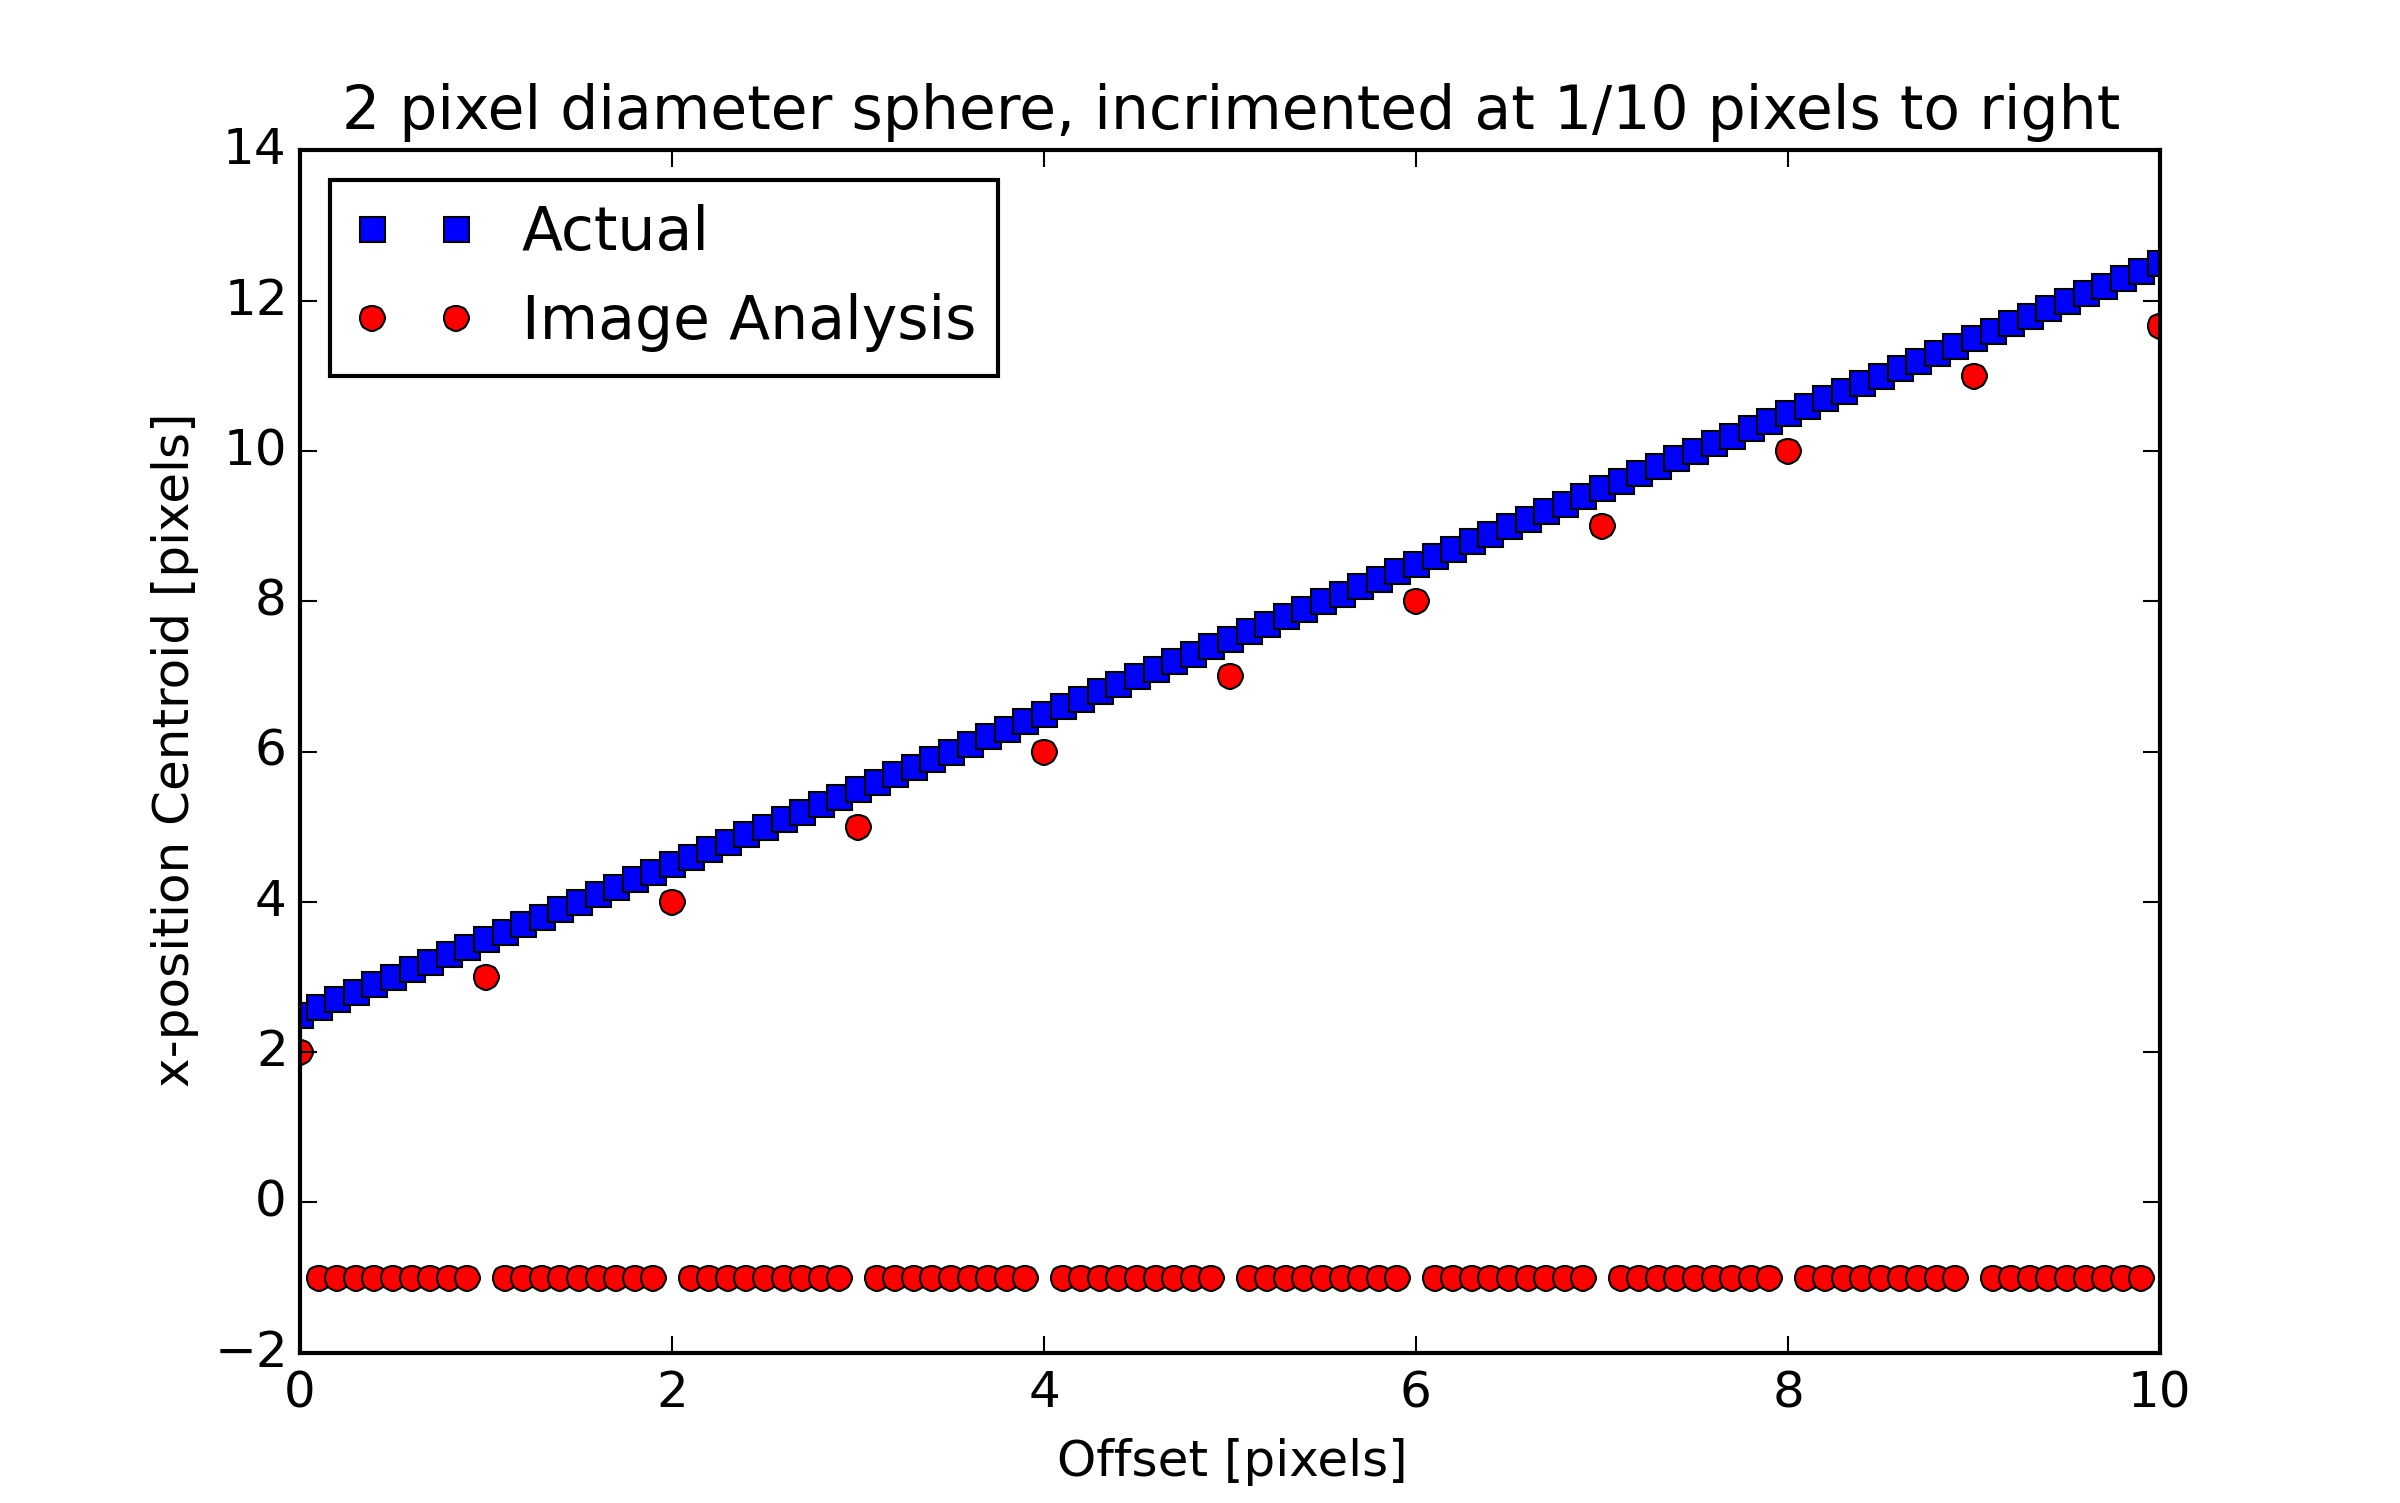 2 pixel diameter sphere, incrimented at 1/10 pixels to right
14
12
10
8
6
4
2
0
−2
x-position Centroid [pixels]
Actual
Image Analysis
0 2 4 6 8 10
Offset [pixels]